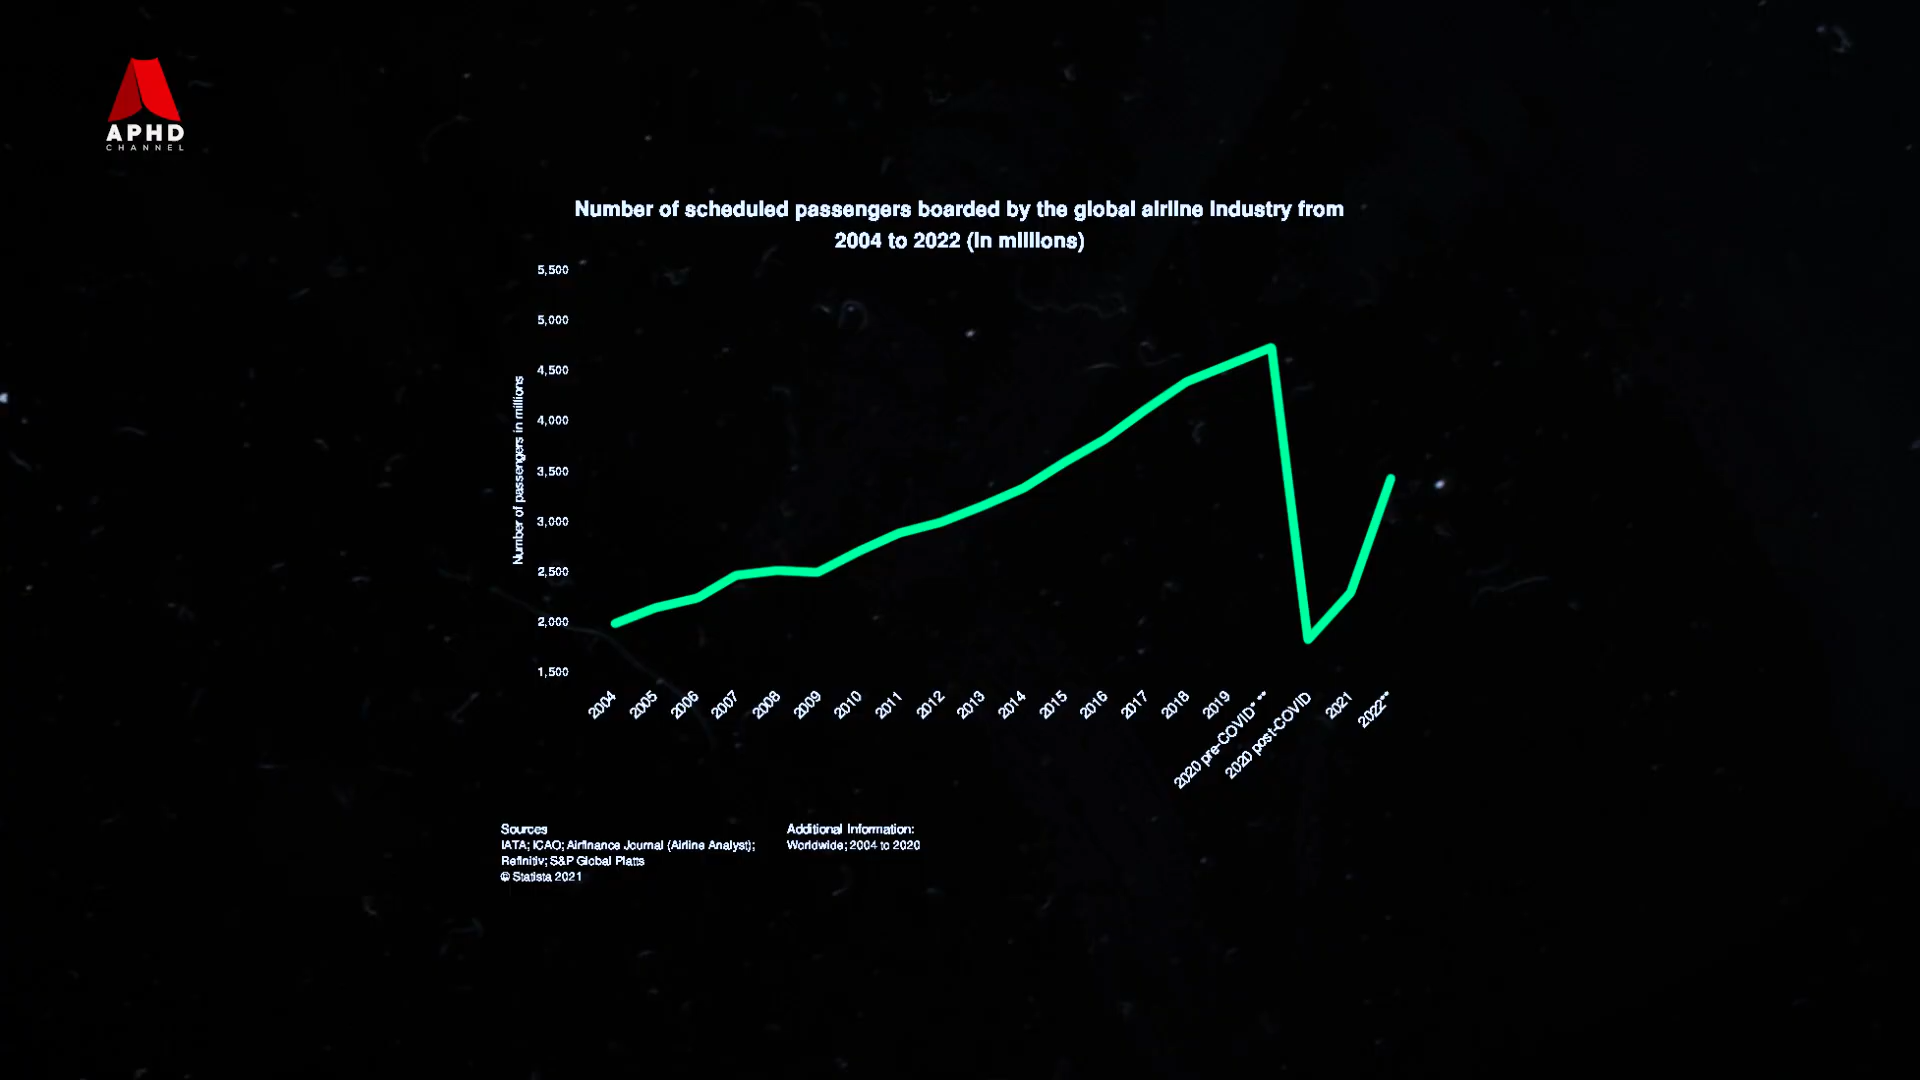 APHD
CHANNEL
Number of scheduled passengers boarded by the global airline industry from
2004 to 2022 (in millions)
5,500
5,000
4,500
4,000
3,500
3,000
2,500
2,000
1,500
Number of passengers in millions
2004
2005
2006
2007
2008
2009
2010
2011
2012
2013
2014
2015
2016
2017
2018
2019
2020 pre-COVID***
2020 post-COVID
2021
2022**
Sources
IATA; ICAO; Airfinance Journal (Airline Analyst);
Refinitiv; S&P Global Platts
© Statista 2021
Additional Information:
Worldwide; 2004 to 2020